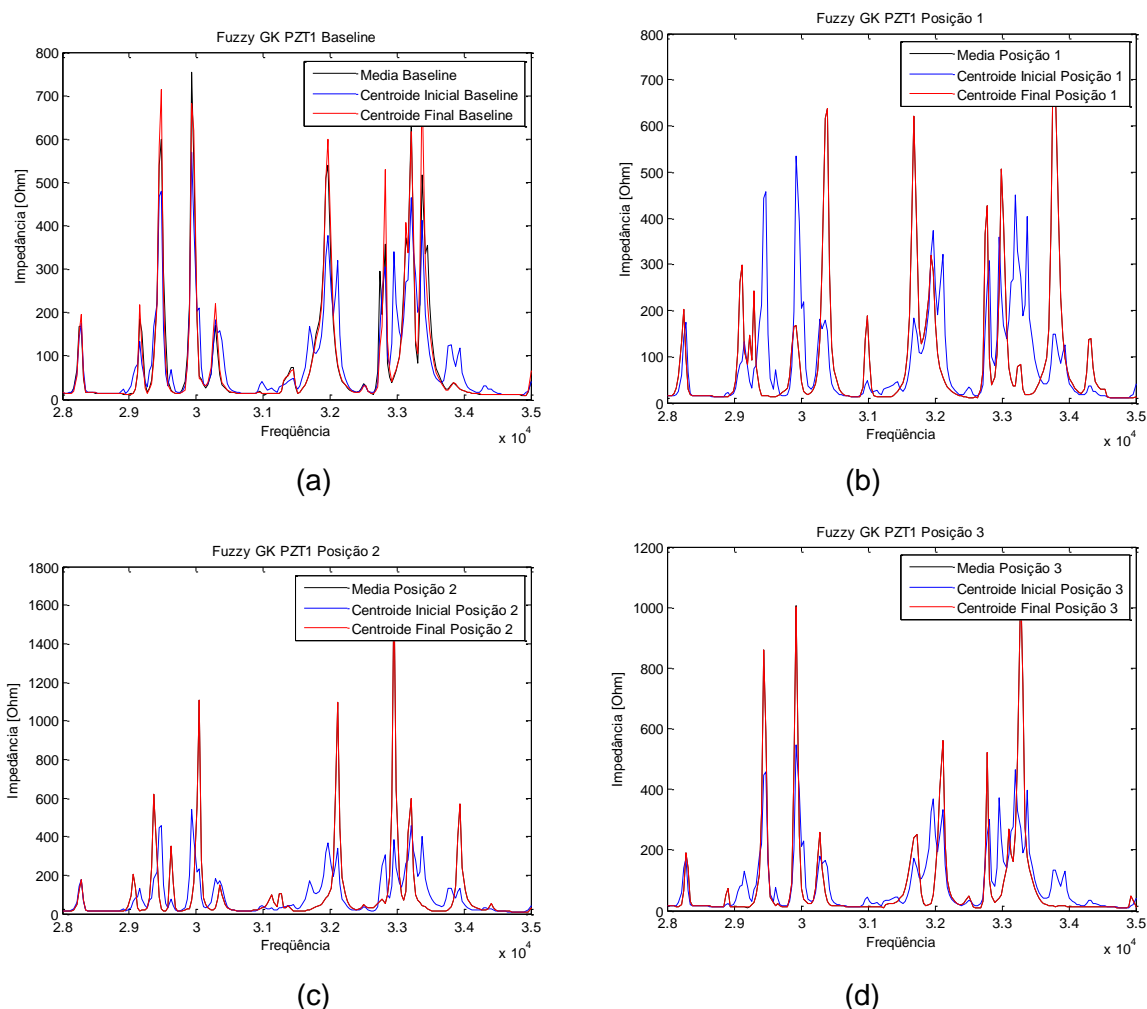 Fuzzy GK PZT1 Baseline
800
700
600
500
400
300
200
100
0
Impedância [Ohm]
Media Baseline
Centroide Inicial Baseline
Centroide Final Baseline
2.8 2.9 3 3.1 3.2 3.3 3.4 3.5
Freqüência
x 10^4
(a)
Fuzzy GK PZT1 Posição 1
800
700
600
500
400
300
200
100
0
Impedância [Ohm]
Media Posição 1
Centroide Inicial Posição 1
Centroide Final Posição 1
2.8 2.9 3 3.1 3.2 3.3 3.4 3.5
Freqüência
x 10^4
(b)
Fuzzy GK PZT1 Posição 2
1800
1600
1400
1200
1000
800
600
400
200
0
Impedância [Ohm]
Media Posição 2
Centroide Inicial Posição 2
Centroide Final Posição 2
2.8 2.9 3 3.1 3.2 3.3 3.4 3.5
Freqüência
x 10^4
(c)
Fuzzy GK PZT1 Posição 3
1200
1000
800
600
400
200
0
Impedância [Ohm]
Media Posição 3
Centroide Inicial Posição 3
Centroide Final Posição 3
2.8 2.9 3 3.1 3.2 3.3 3.4 3.5
Freqüência
x 10^4
(d)